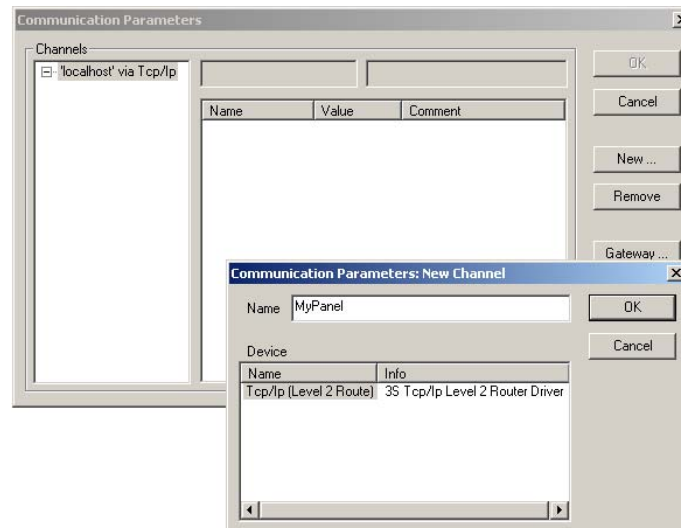 Communication Parameters
Channels
'localhost' via Tcp/Ip
Name Value Comment
OK
Cancel
New ...
Remove
Gateway ...
Communication Parameters: New Channel
Name MyPanel
OK
Cancel
Device
Name Info
Tcp/Ip (Level 2 Route) 3S Tcp/Ip Level 2 Router Driver